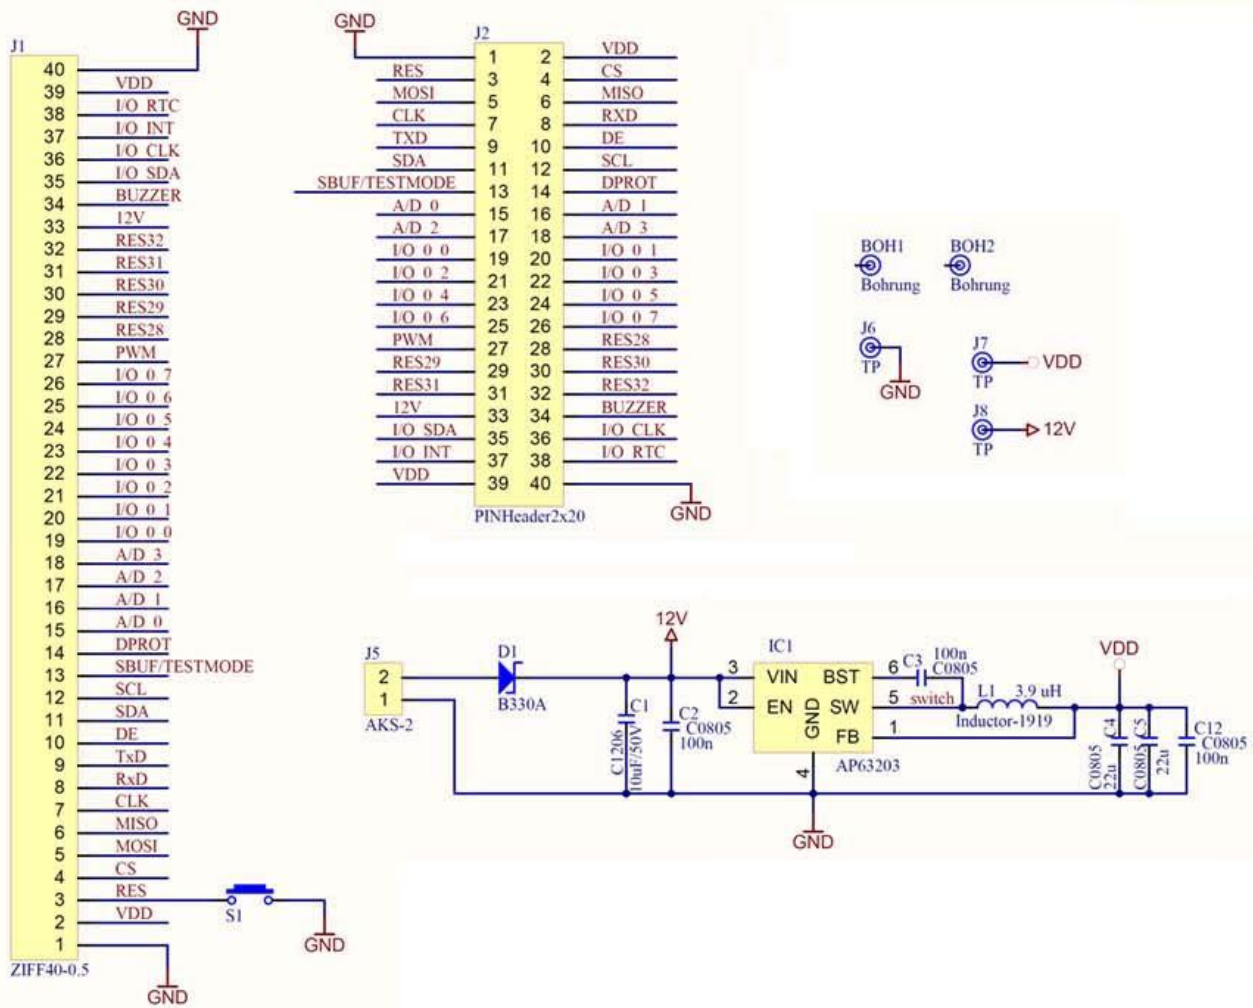 GND
J1
40
39 VDD
38 I/O RTC
37 I/O INT
36 I/O CLK
35 I/O SDA
34 BUZZER
33 12V
32 RES32
31 RES31
30 RES30
29 RES29
28 RES28
27 PWM
26 I/O 0 7
25 I/O 0 6
24 I/O 0 5
23 I/O 0 4
22 I/O 0 3
21 I/O 0 2
20 I/O 0 1
19 I/O 0 0
18 A/D 3
17 A/D 2
16 A/D 1
15 A/D 0
14 DPROT
13 SBUF/TESTMODE
12 SCL
11 SDA
10 DE
9 TxD
8 RxD
7 CLK
6 MISO
5 MOSI
4 CS
3 RES
2 VDD
1
ZIFF40-0.5
S1
GND
GND
GND
J2
1 2 VDD
RES 3 4 CS
MOSI 5 6 MISO
CLK 7 8 RXD
TXD 9 10 DE
SDA 11 12 SCL
SBUF/TESTMODE 13 14 DPROT
A/D 0 15 16 A/D 1
A/D 2 17 18 A/D 3
I/O 0 0 19 20 I/O 0 1
I/O 0 2 21 22 I/O 0 3
I/O 0 4 23 24 I/O 0 5
I/O 0 6 25 26 I/O 0 7
PWM 27 28 RES28
RES29 29 30 RES30
RES31 31 32 RES32
12V 33 34 BUZZER
I/O SDA 35 36 I/O CLK
I/O INT 37 38 I/O RTC
VDD 39 40
PINHeader2x20
GND
BOH1
Bohrung
BOH2
Bohrung
J6
TP
GND
J7
TP
VDD
J8
TP
12V
J5
2
1
AKS-2
D1
B330A
12V
C1
C1206
10uF/50V
C2
C0805
100n
IC1
3 VIN BST 6
2 EN SW 5
GND
FB 1
4
AP63203
GND
C3
100n
C0805
switch
L1 3.9 uH
Inductor-1919
VDD
C4
C0805
22u
C5
C0805
22u
C12
C0805
100n